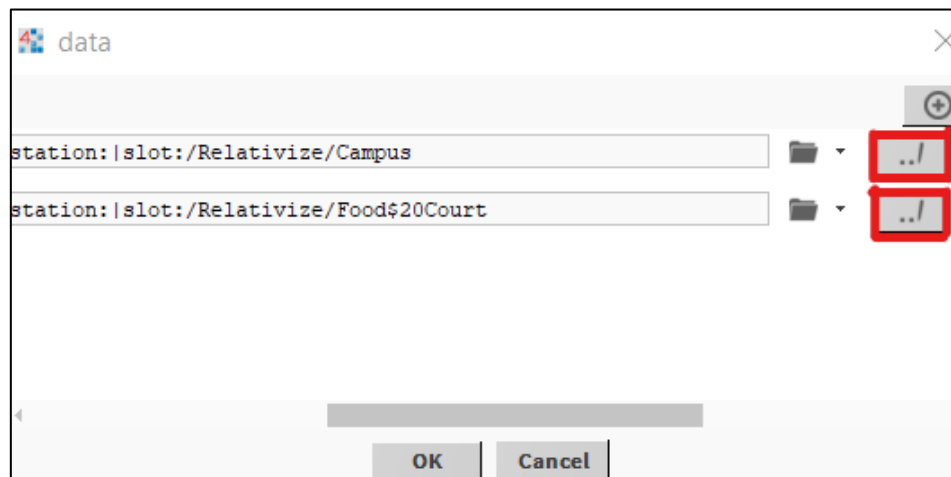 data
station:|slot:/Relativize/Campus
../
station:|slot:/Relativize/Food$20Court
../
OK Cancel